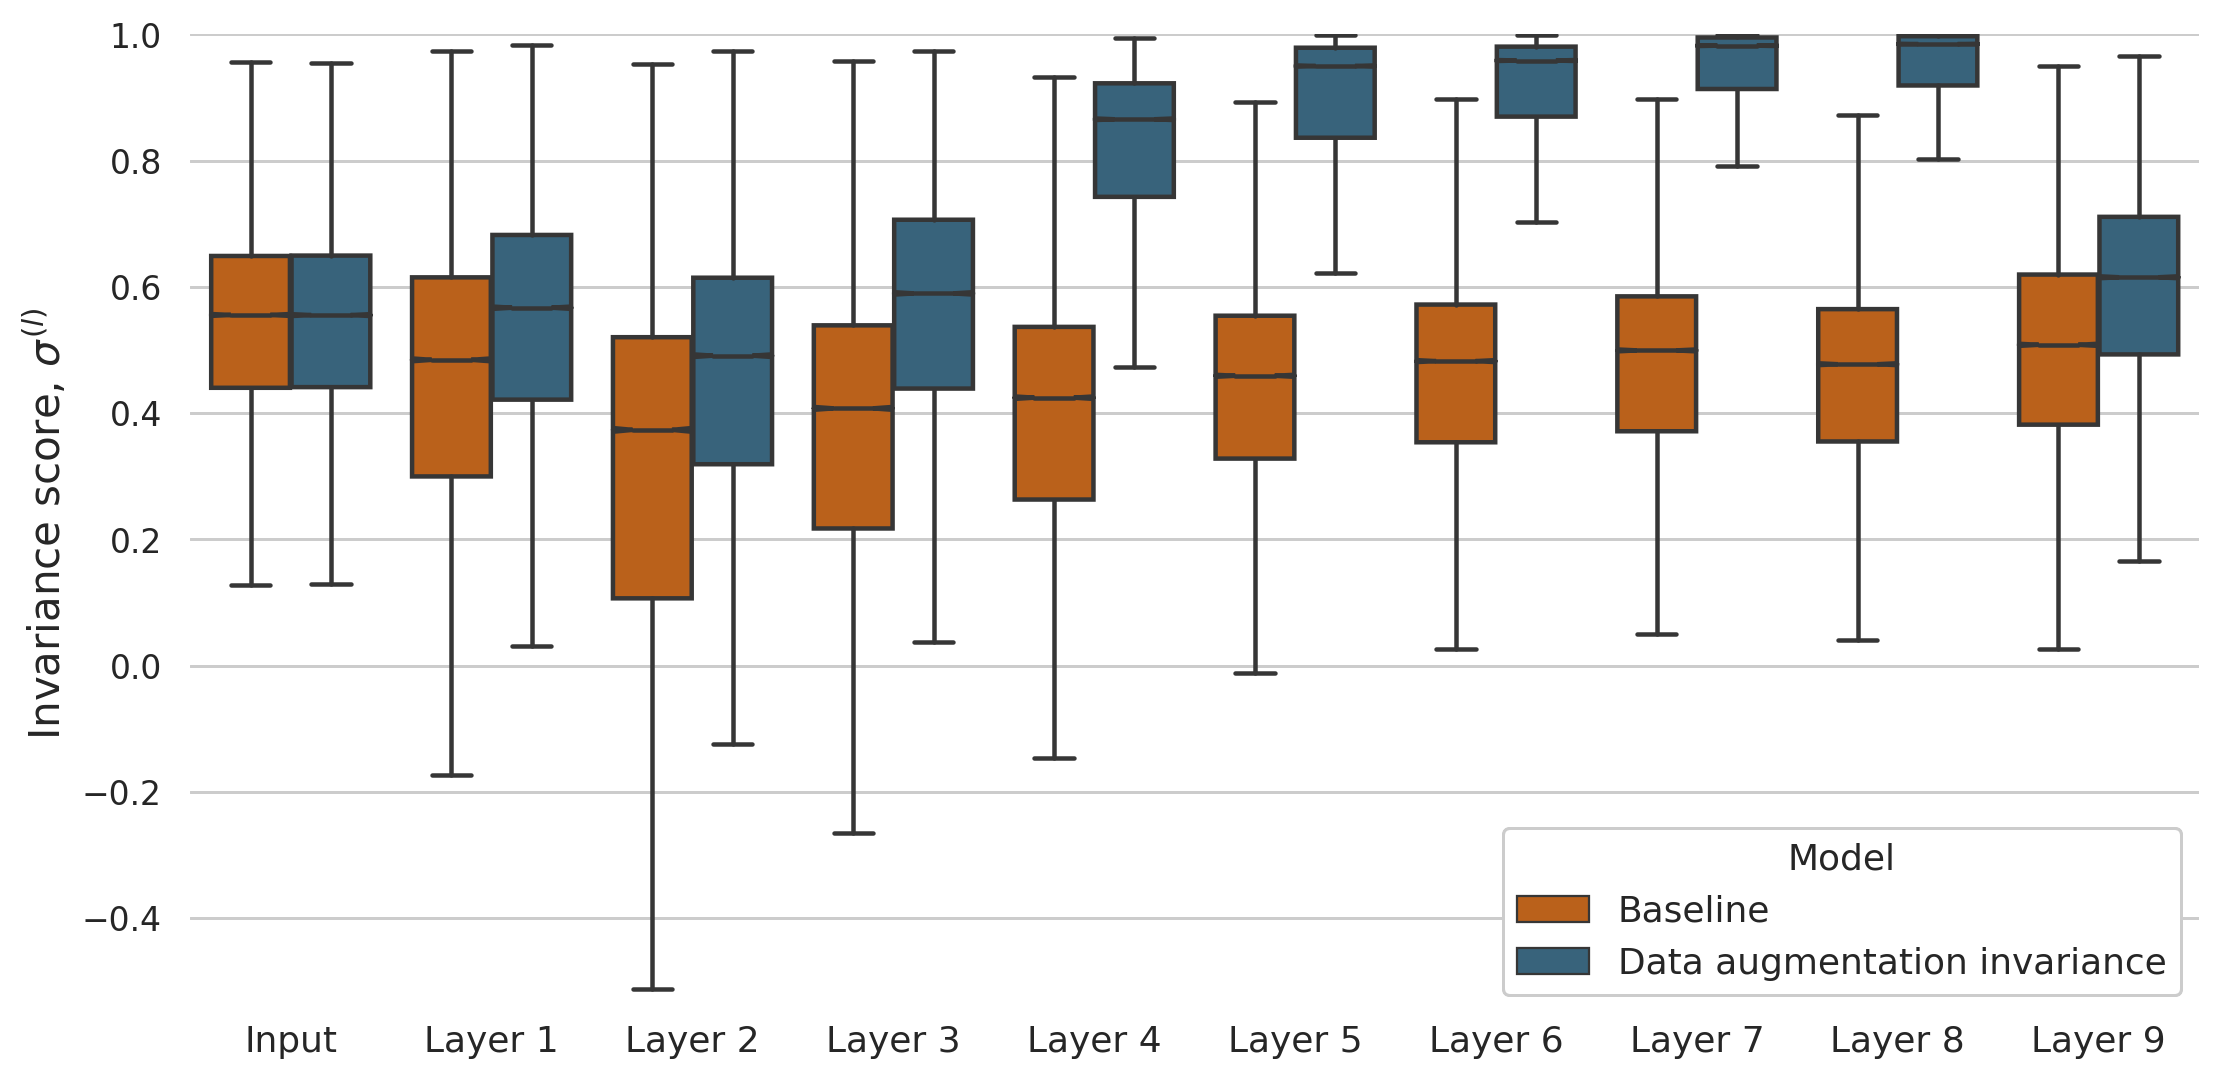 Invariance score, σ^(l)
1.0
0.8
0.6
0.4
0.2
0.0
−0.2
−0.4
Model
Baseline
Data augmentation invariance
Input Layer 1 Layer 2 Layer 3 Layer 4 Layer 5 Layer 6 Layer 7 Layer 8 Layer 9